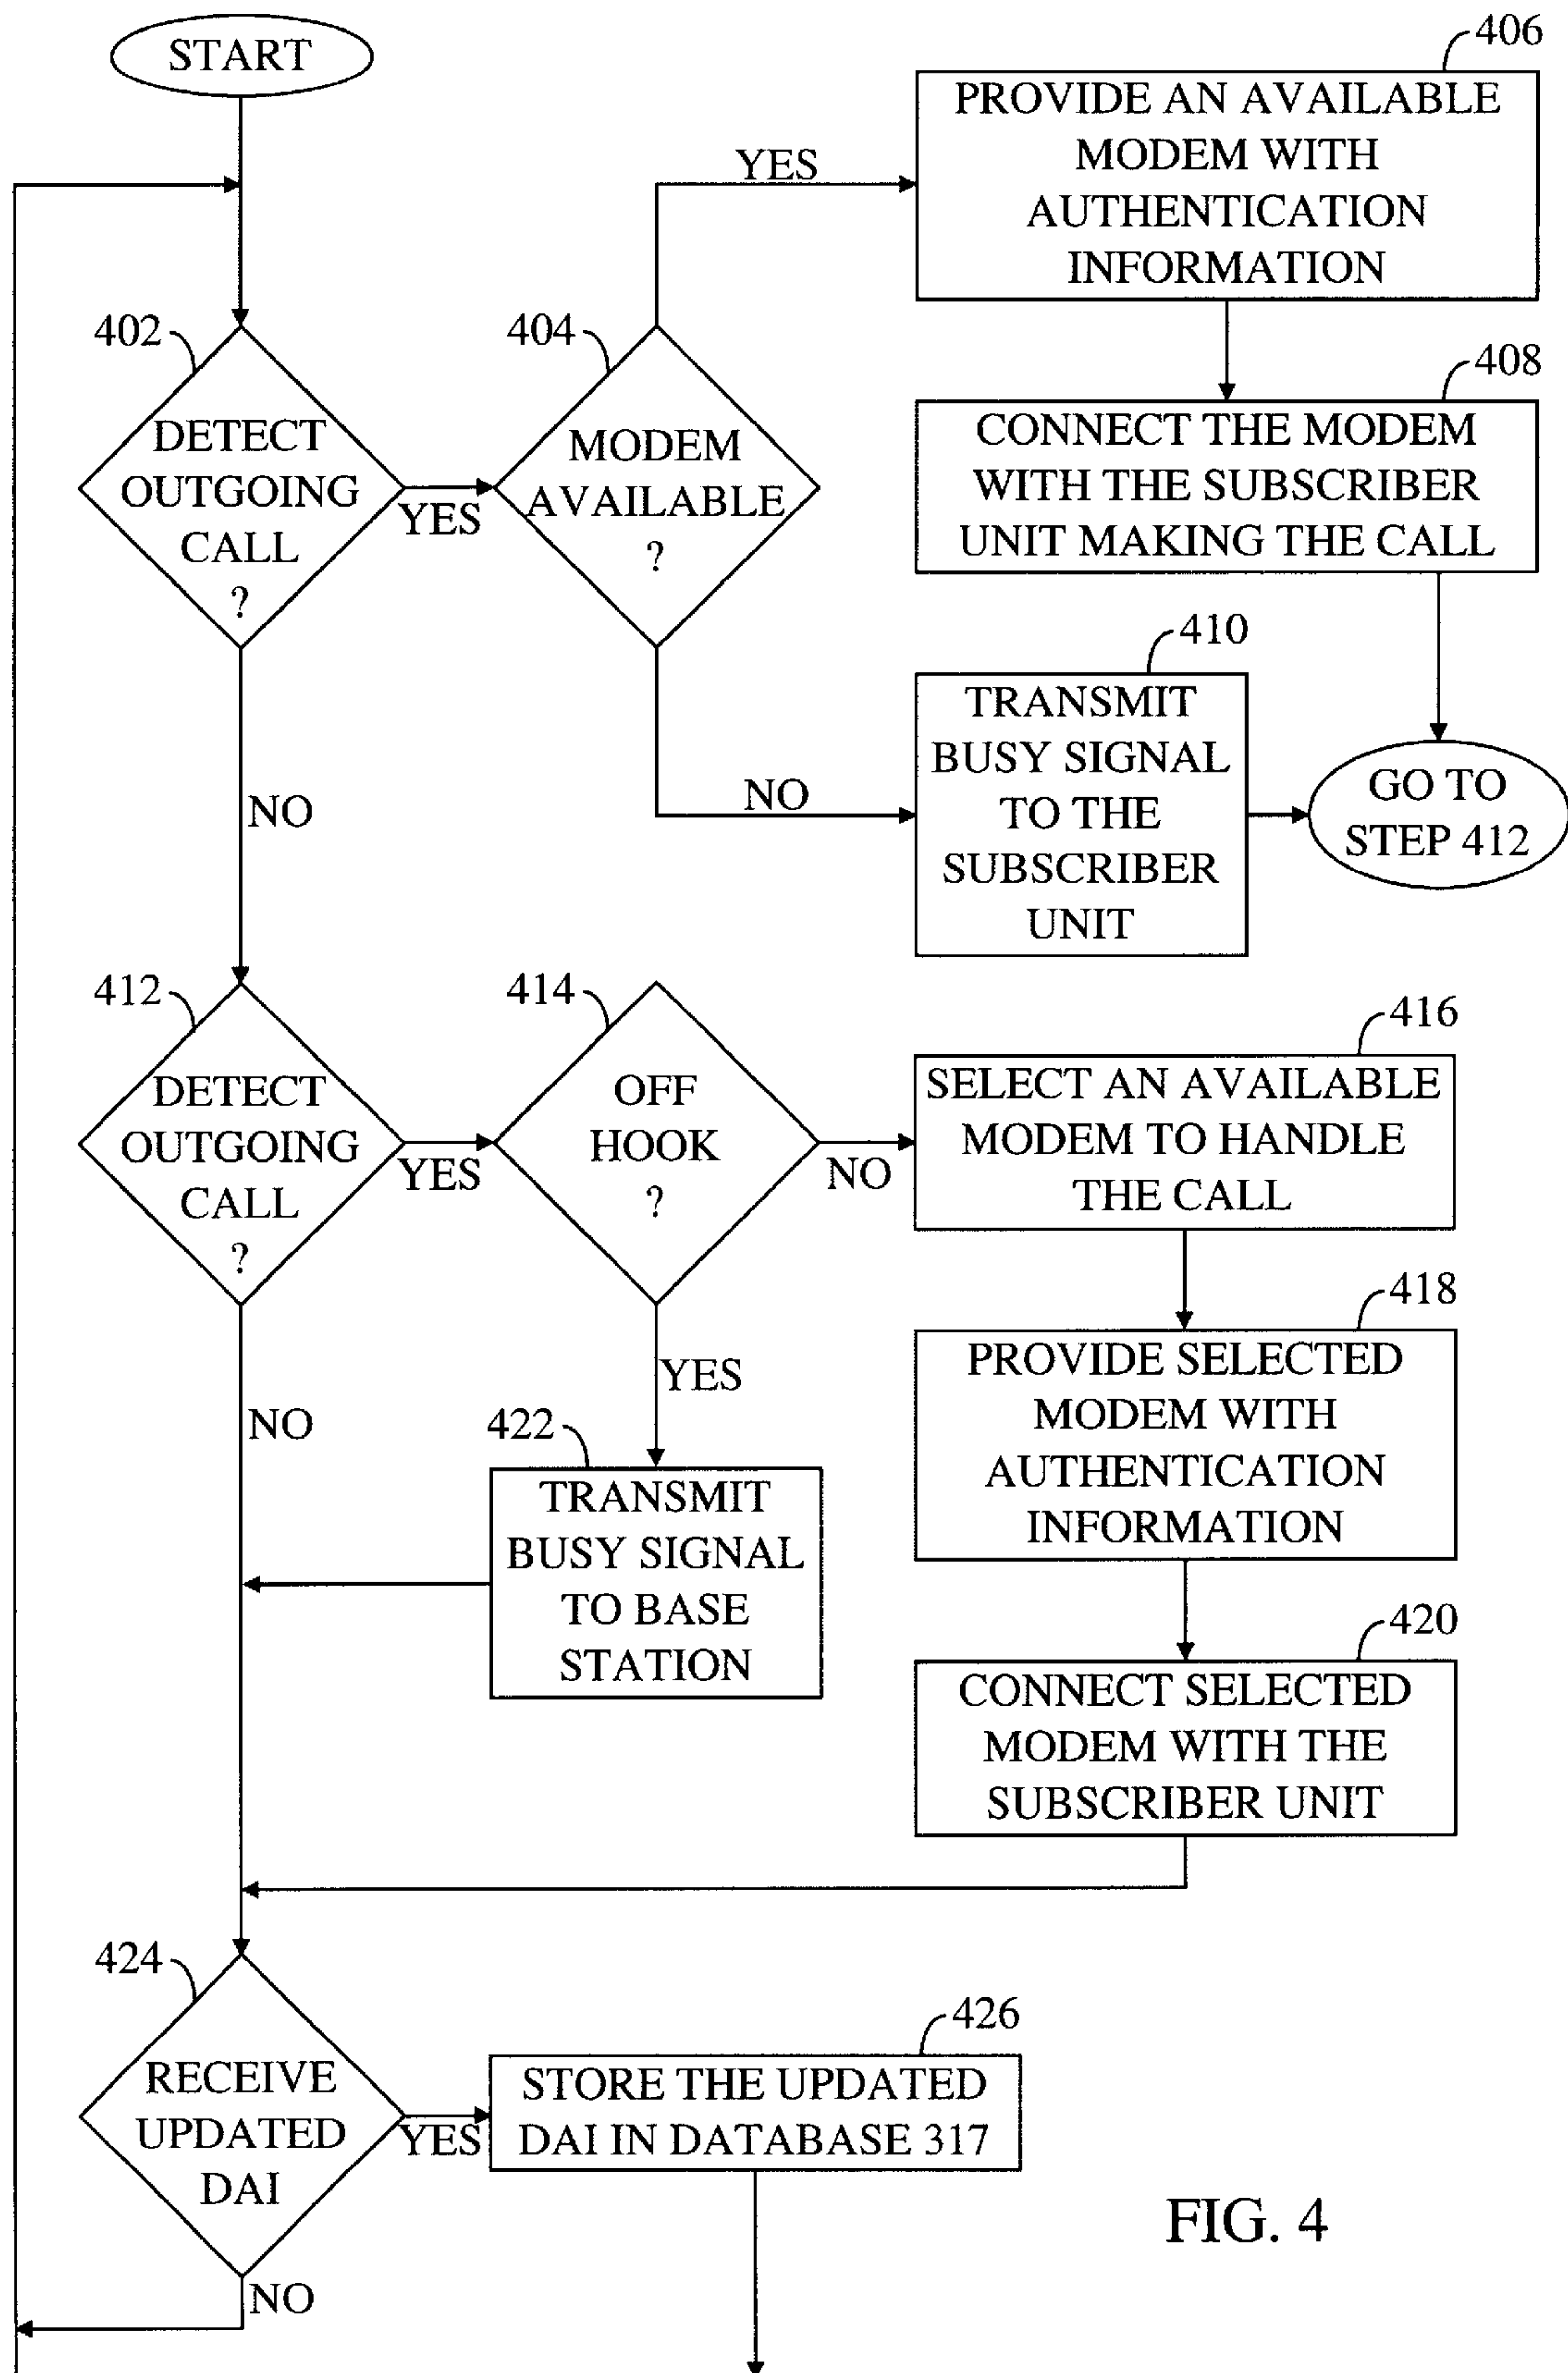 START
406
PROVIDE AN AVAILABLE
MODEM WITH
AUTHENTICATION
INFORMATION
YES
402
DETECT
OUTGOING
CALL
?
YES
404
MODEM
AVAILABLE
?
408
CONNECT THE MODEM
WITH THE SUBSCRIBER
UNIT MAKING THE CALL
410
TRANSMIT
BUSY SIGNAL
TO THE
SUBSCRIBER
UNIT
NO
GO TO
STEP 412
NO
412
DETECT
OUTGOING
CALL
?
YES
414
OFF
HOOK
?
NO
416
SELECT AN AVAILABLE
MODEM TO HANDLE
THE CALL
418
PROVIDE SELECTED
MODEM WITH
AUTHENTICATION
INFORMATION
YES
NO
422
TRANSMIT
BUSY SIGNAL
TO BASE
STATION
420
CONNECT SELECTED
MODEM WITH THE
SUBSCRIBER UNIT
424
RECEIVE
UPDATED
DAI
YES
426
STORE THE UPDATED
DAI IN DATABASE 317
NO
FIG. 4